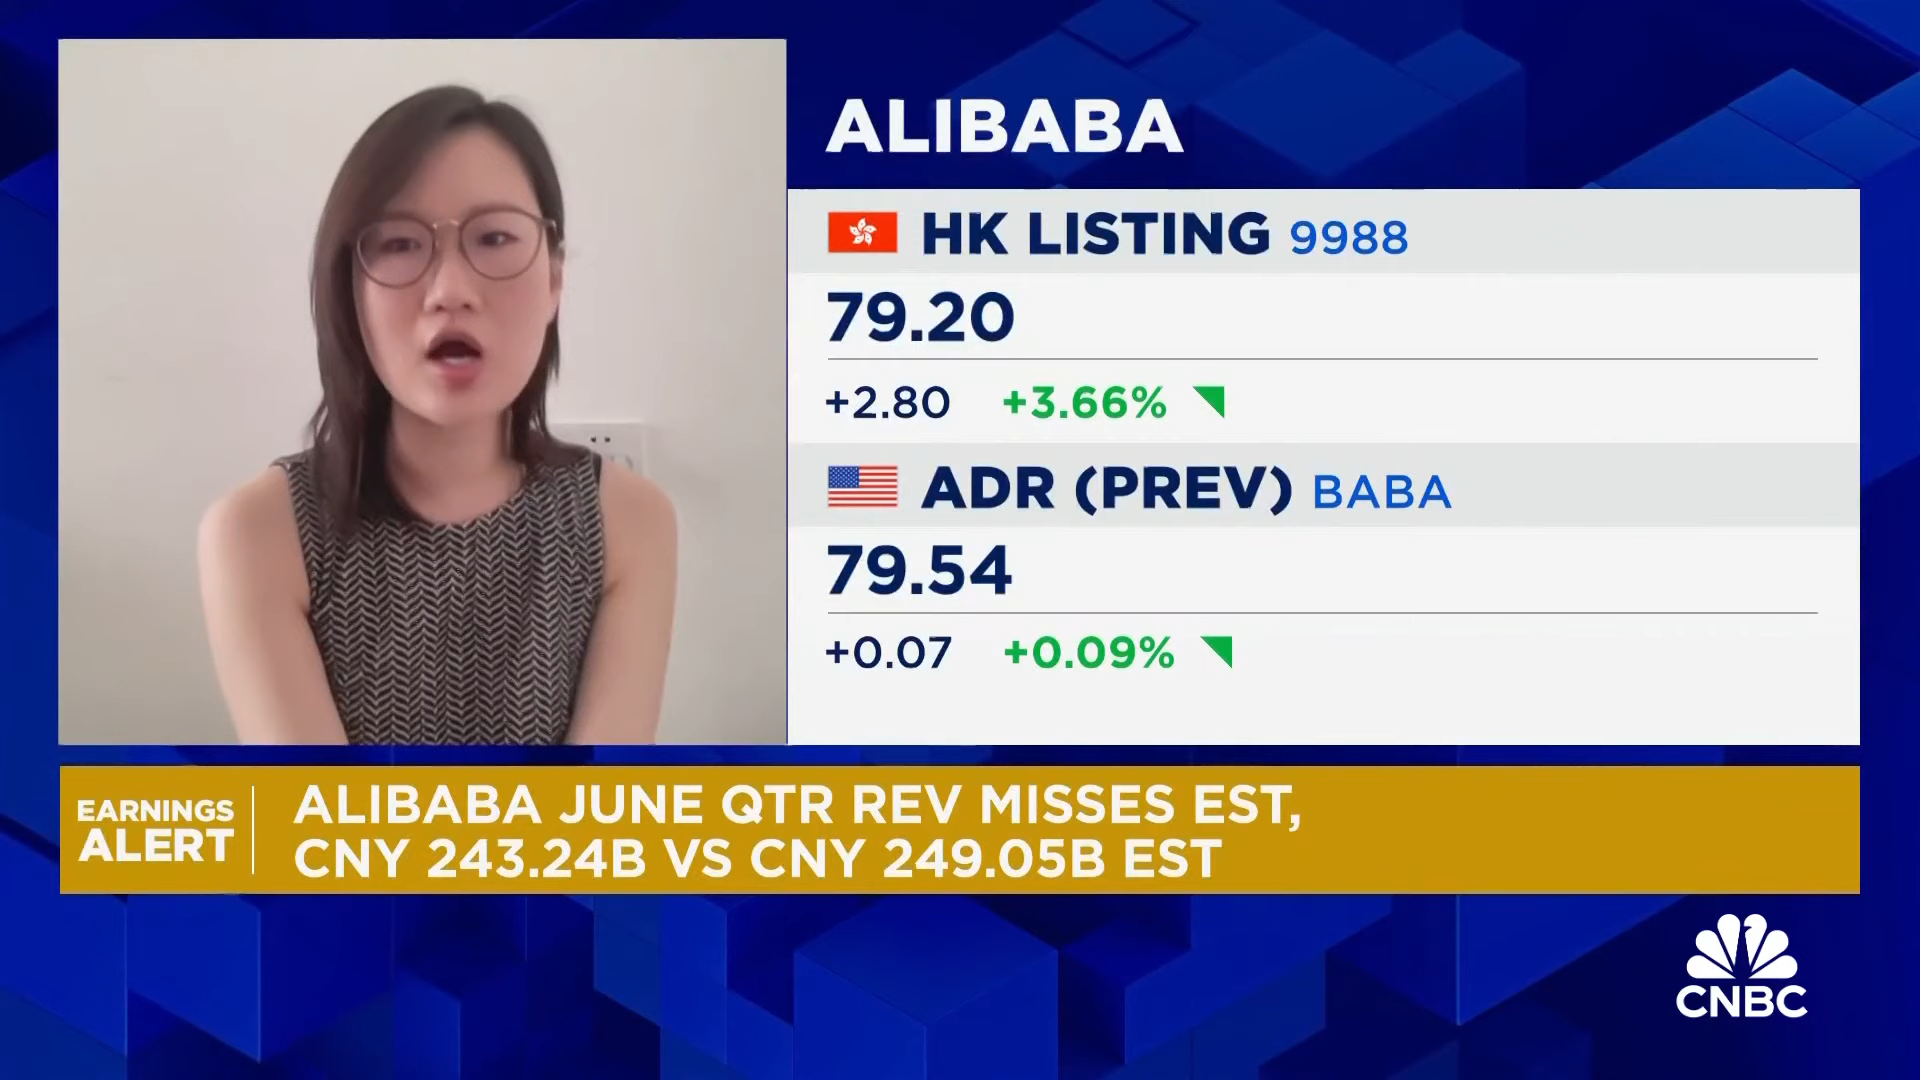 ALIBABA
HK LISTING 9988
79.20
+2.80 +3.66%
ADR (PREV) BABA
79.54
+0.07 +0.09%
EARNINGS
ALERT
ALIBABA JUNE QTR REV MISSES EST,
CNY 243.24B VS CNY 249.05B EST
CNBC